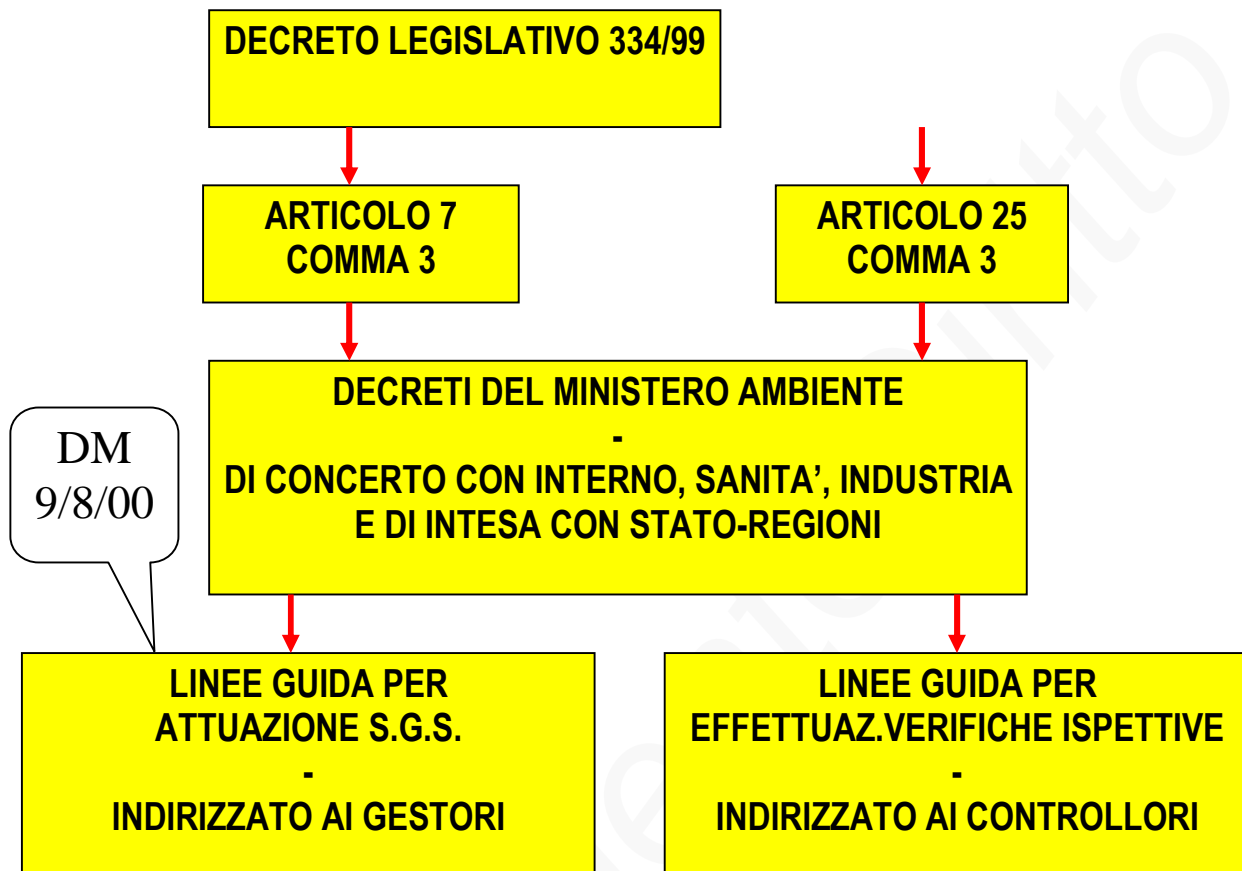 DECRETO LEGISLATIVO 334/99
ARTICOLO 7
COMMA 3
ARTICOLO 25
COMMA 3
DECRETI DEL MINISTERO AMBIENTE
-
DI CONCERTO CON INTERNO, SANITA’, INDUSTRIA
E DI INTESA CON STATO-REGIONI
DM
9/8/00
LINEE GUIDA PER
ATTUAZIONE S.G.S.
-
INDIRIZZATO AI GESTORI
LINEE GUIDA PER
EFFETTUAZ.VERIFICHE ISPETTIVE
-
INDIRIZZATO AI CONTROLLORI